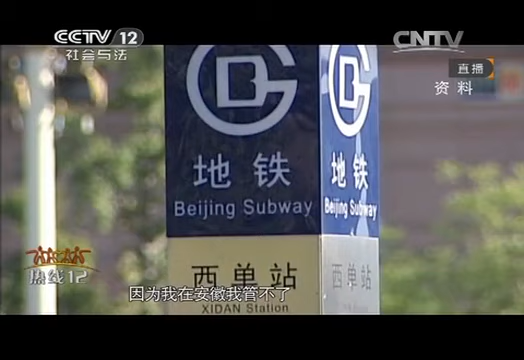 CCTV 12
社会与法
CNTV
直播
资料
地铁
Beijing Subway
西单站
XIDAN Station
地铁
Beijing Subway
西单站
热线12
因为我在安徽我管不了